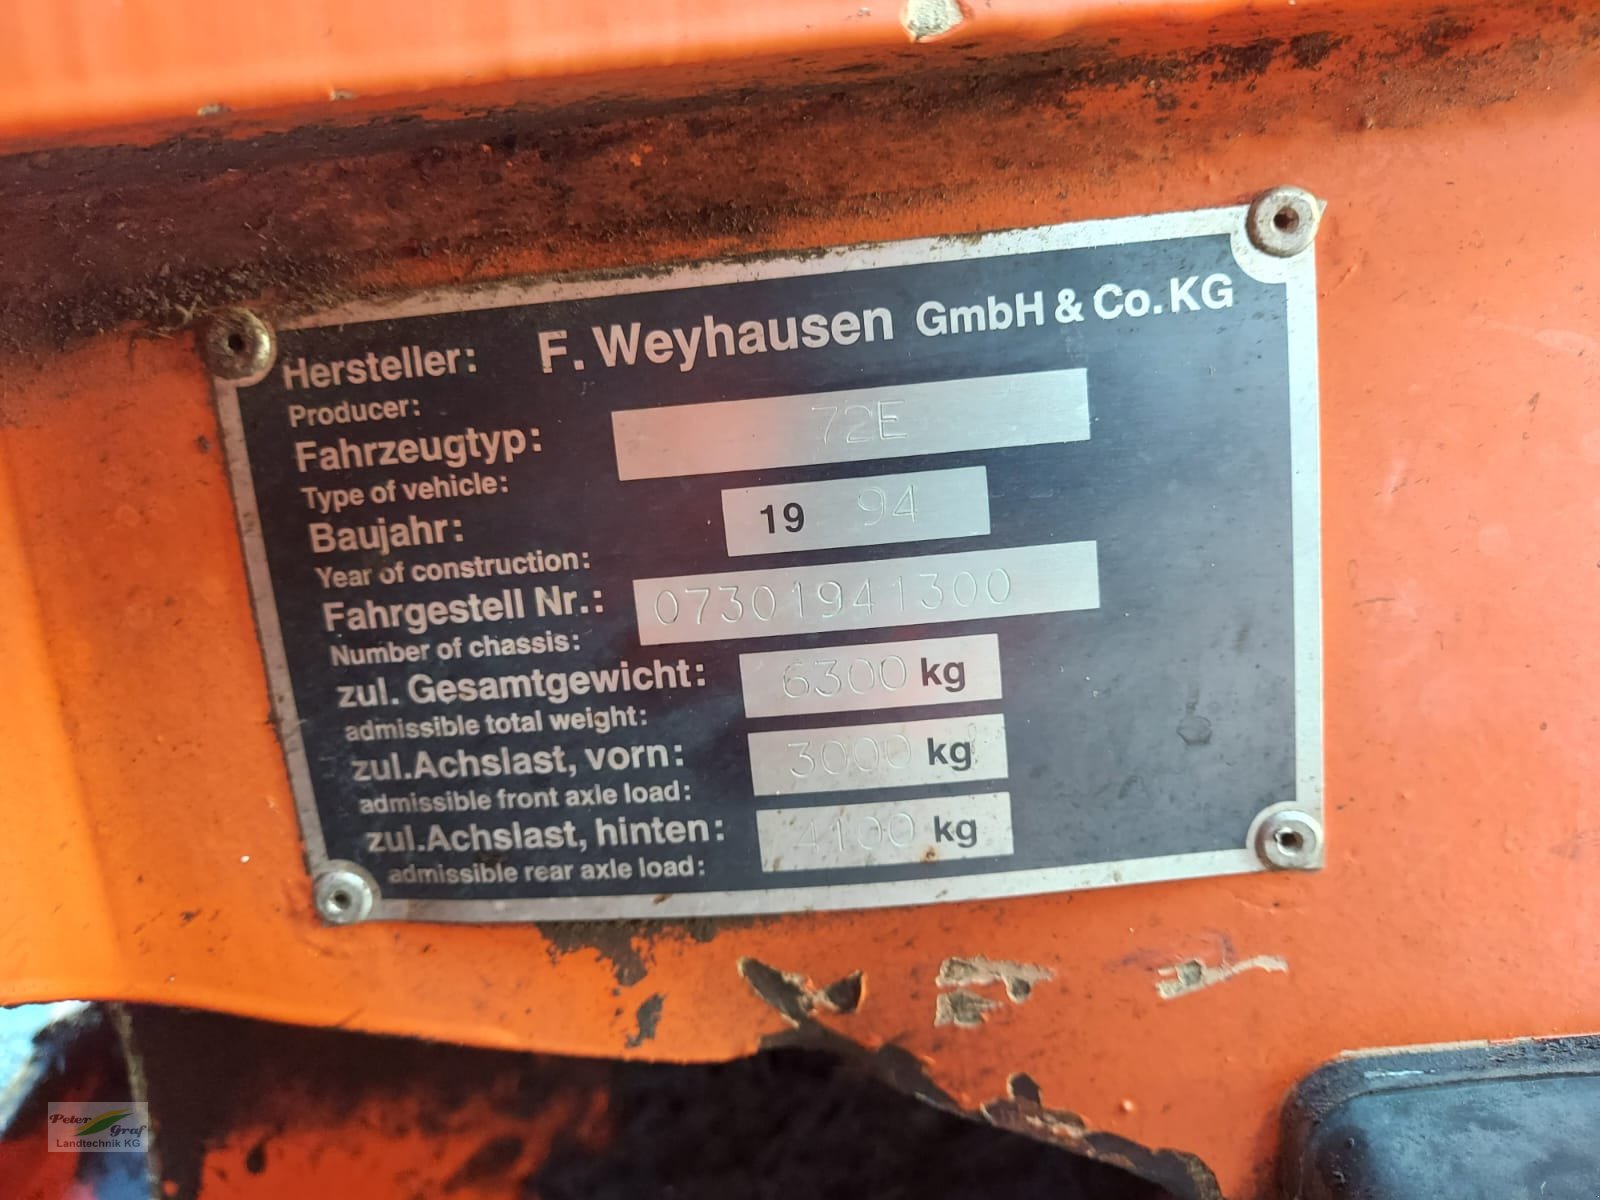 Hersteller: F. Weyhausen GmbH & Co. KG
Producer:
Fahrzeugtyp: 72E
Type of vehicle:
Baujahr: 19 94
Year of construction:
Fahrgestell Nr.: 07301941300
Number of chassis:
zul. Gesamtgewicht: 6300 kg
admissible total weight:
zul.Achslast, vorn: 3000 kg
admissible front axle load:
zul.Achslast, hinten: 4100 kg
admissible rear axle load:
Peter
Graf
Landtechnik KG